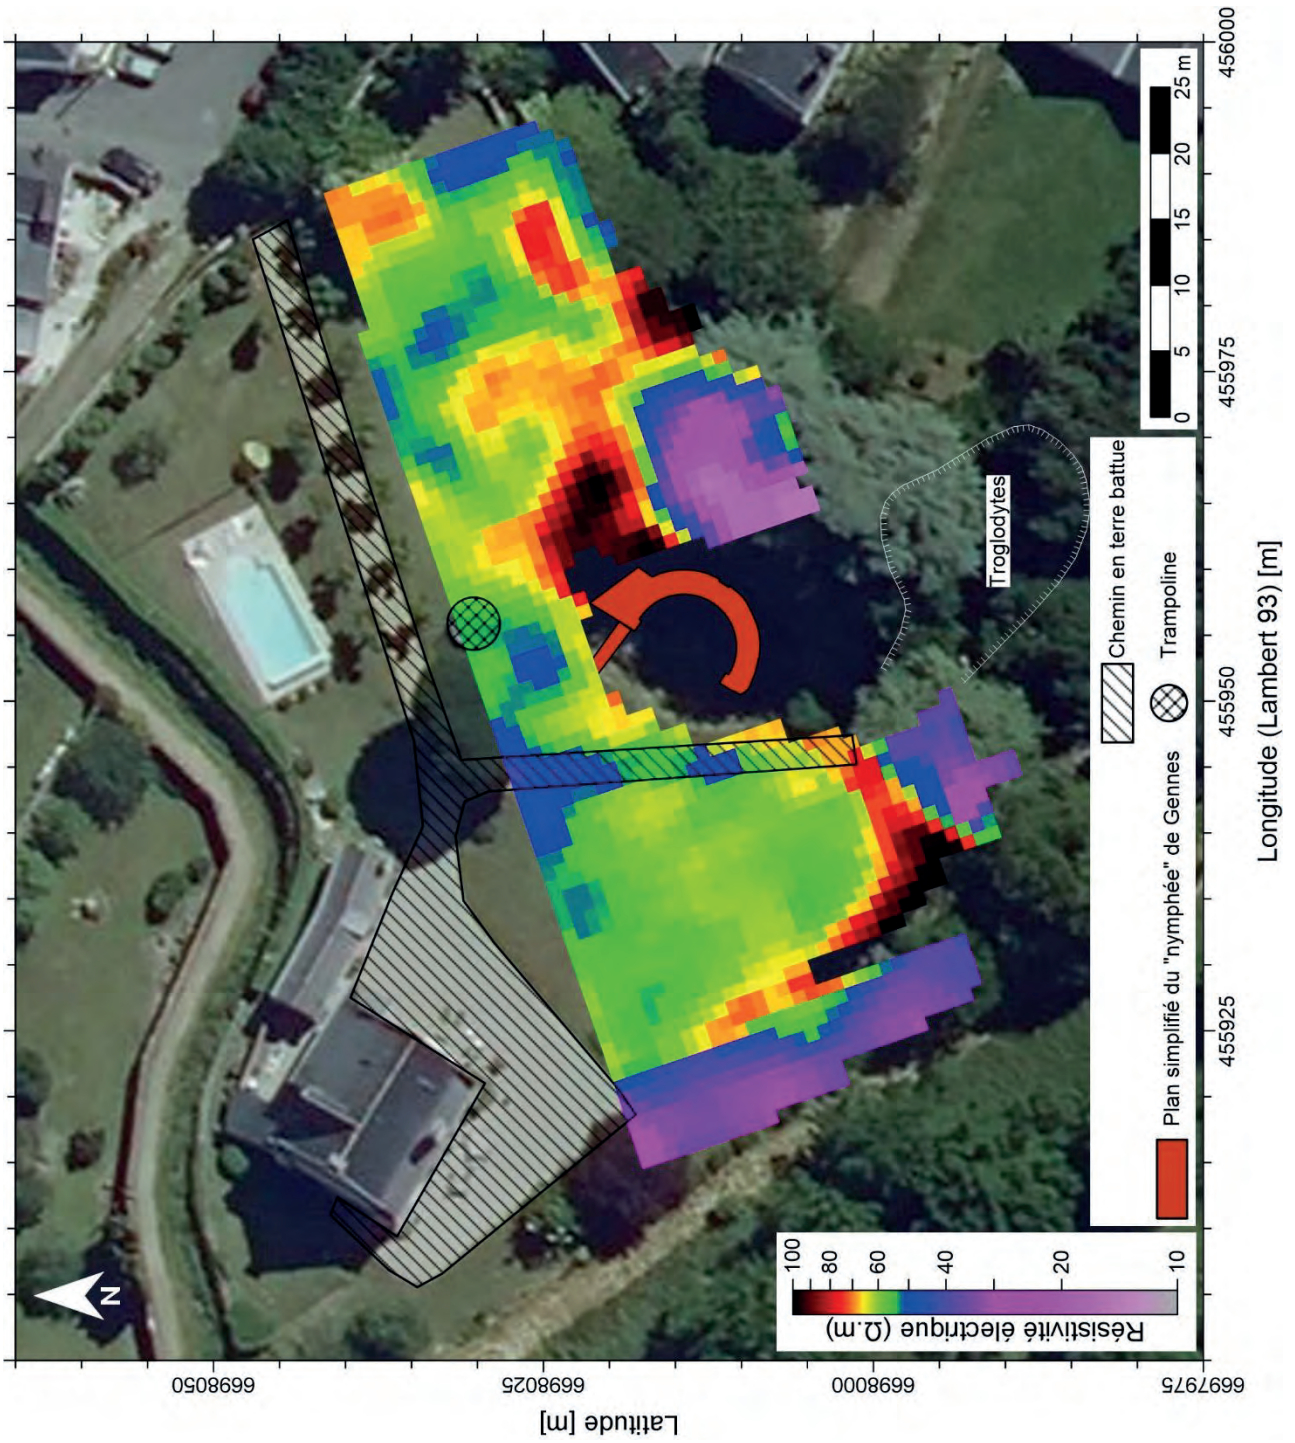 N
Latitude [m]
6698050
6698025
6698000
6697975
455925
455950
455975
456000
Longitude (Lambert 93) [m]
Troglodytes
Résistivité électrique (Ω.m)
100
80
60
40
20
10
Chemin en terre battue
Plan simplifié du "nymphée" de Gennes
Trampoline
0 5 10 15 20 25 m